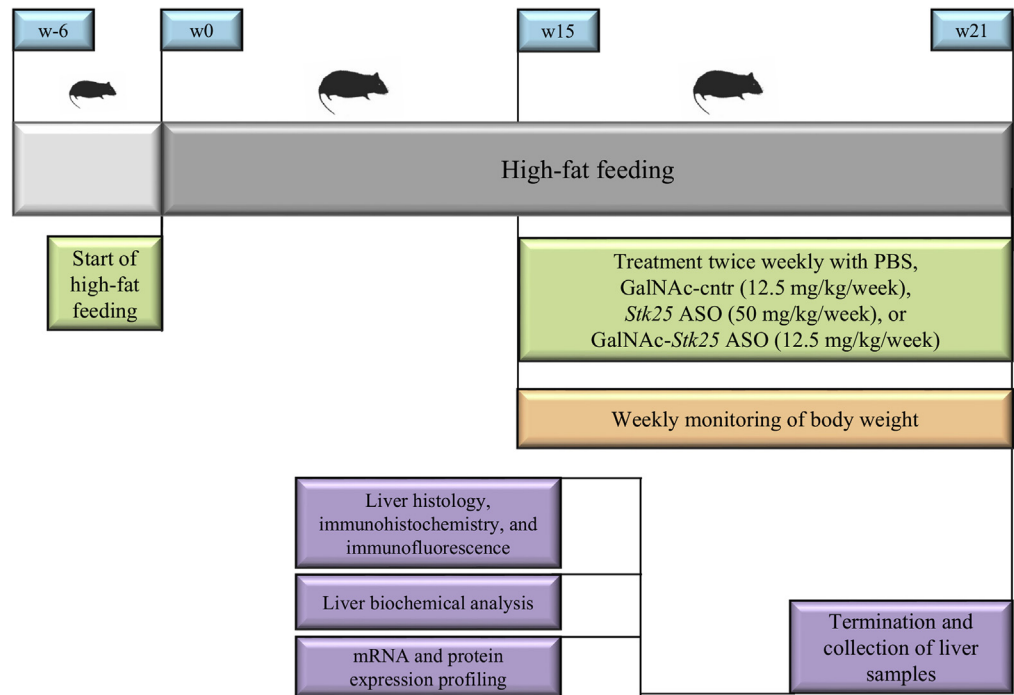 w-6
w0
w15
w21
High-fat feeding
Start of
high-fat
feeding
Treatment twice weekly with PBS,
GalNAc-cntr (12.5 mg/kg/week),
Stk25 ASO (50 mg/kg/week), or
GalNAc-Stk25 ASO (12.5 mg/kg/week)
Weekly monitoring of body weight
Liver histology,
immunohistochemistry, and
immunofluorescence
Liver biochemical analysis
mRNA and protein
expression profiling
Termination and
collection of liver
samples